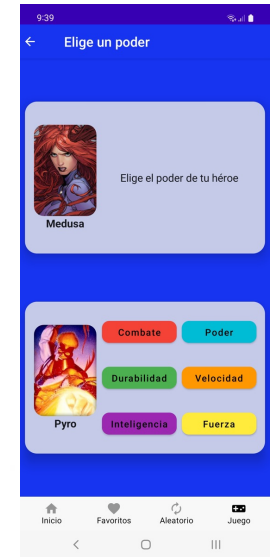 9:39
Elige un poder
Elige el poder de tu héroe
Medusa
Combate Poder
Durabilidad Velocidad
Pyro Inteligencia Fuerza
Inicio Favoritos Aleatorio Juego